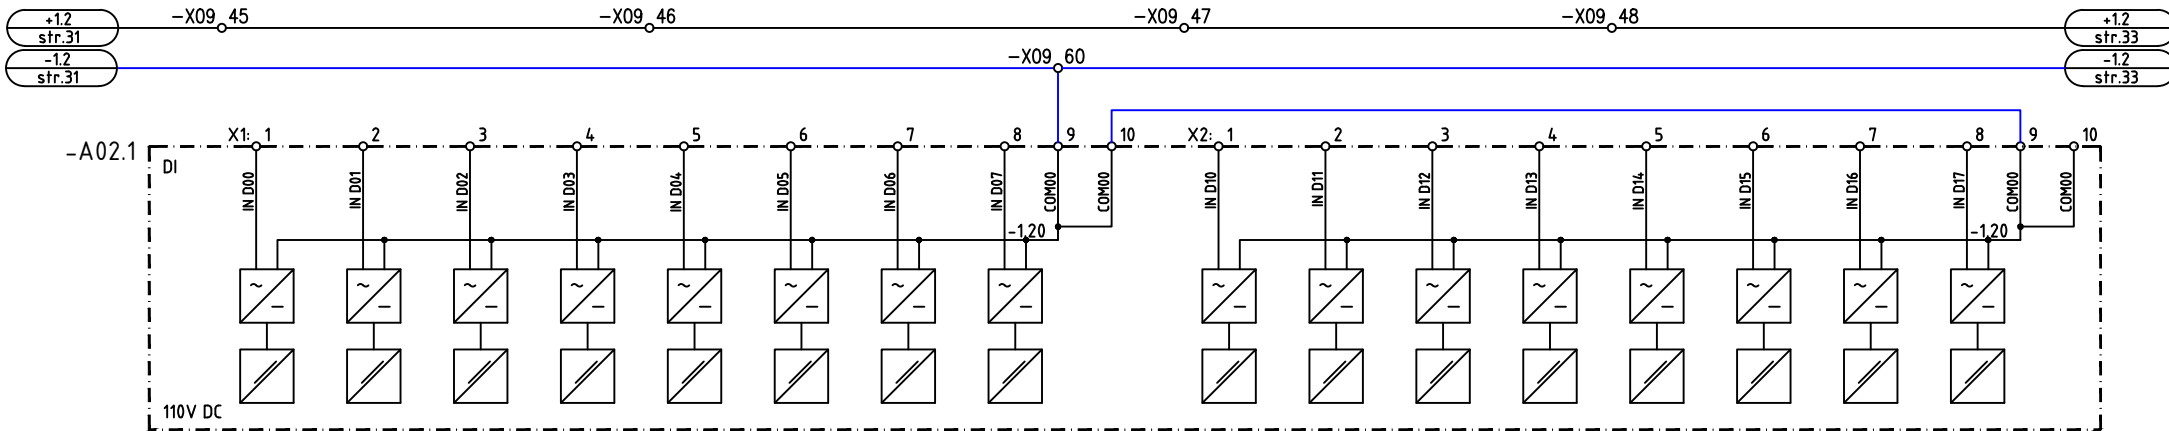 +1.2
str.31
-X09 45
-X09 46
-X09 47
-X09 48
+1.2
str.33
-1.2
str.31
-X09 60
-1.2
str.33
-A02.1
X1: 1 2 3 4 5 6 7 8 9 10 X2: 1 2 3 4 5 6 7 8 9 10
DI
IN D00
IN D01
IN D02
IN D03
IN D04
IN D05
IN D06
IN D07
COM00
COM00
IN D10
IN D11
IN D12
IN D13
IN D14
IN D15
IN D16
IN D17
COM00
COM00
-1,20
-1,20
110V DC